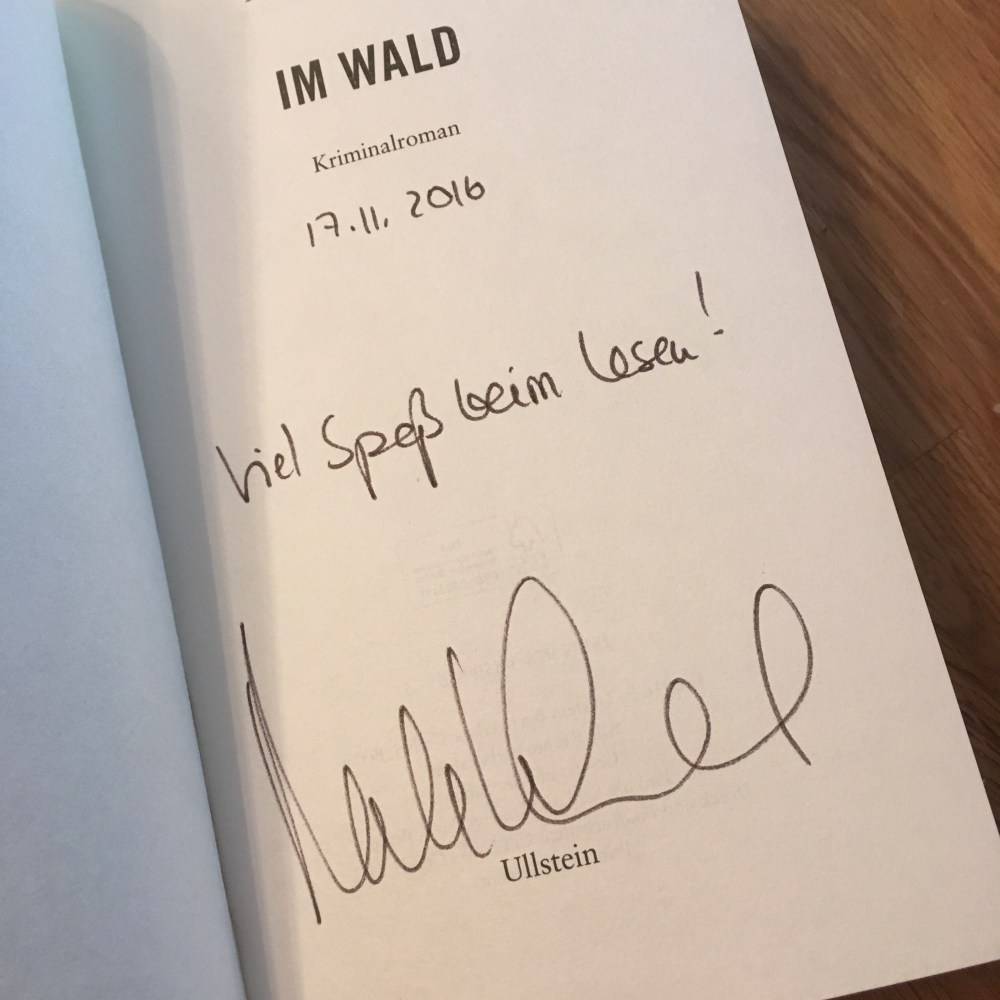 IM WALD
Kriminalroman
17.11. 2016
Viel Spaß beim Lesen!
Ullstein